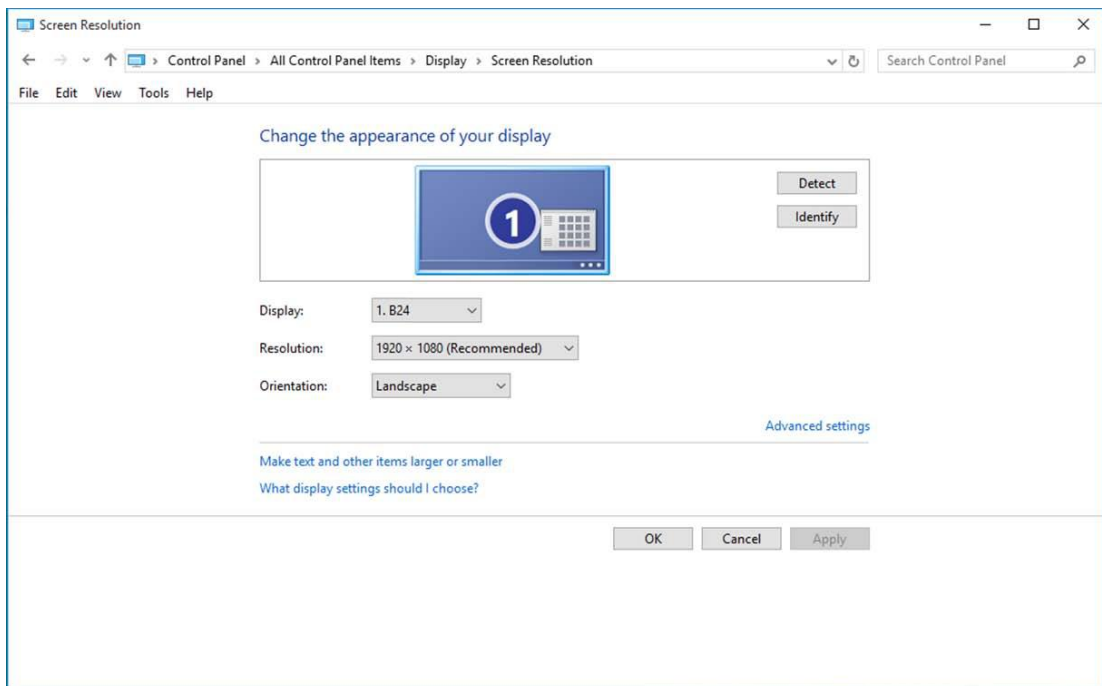 Screen Resolution
Control Panel > All Control Panel Items > Display > Screen Resolution
Search Control Panel
File Edit View Tools Help
Change the appearance of your display
1
Detect
Identify
Display: 1. B24
Resolution: 1920 × 1080 (Recommended)
Orientation: Landscape
Advanced settings
Make text and other items larger or smaller
What display settings should I choose?
OK Cancel Apply